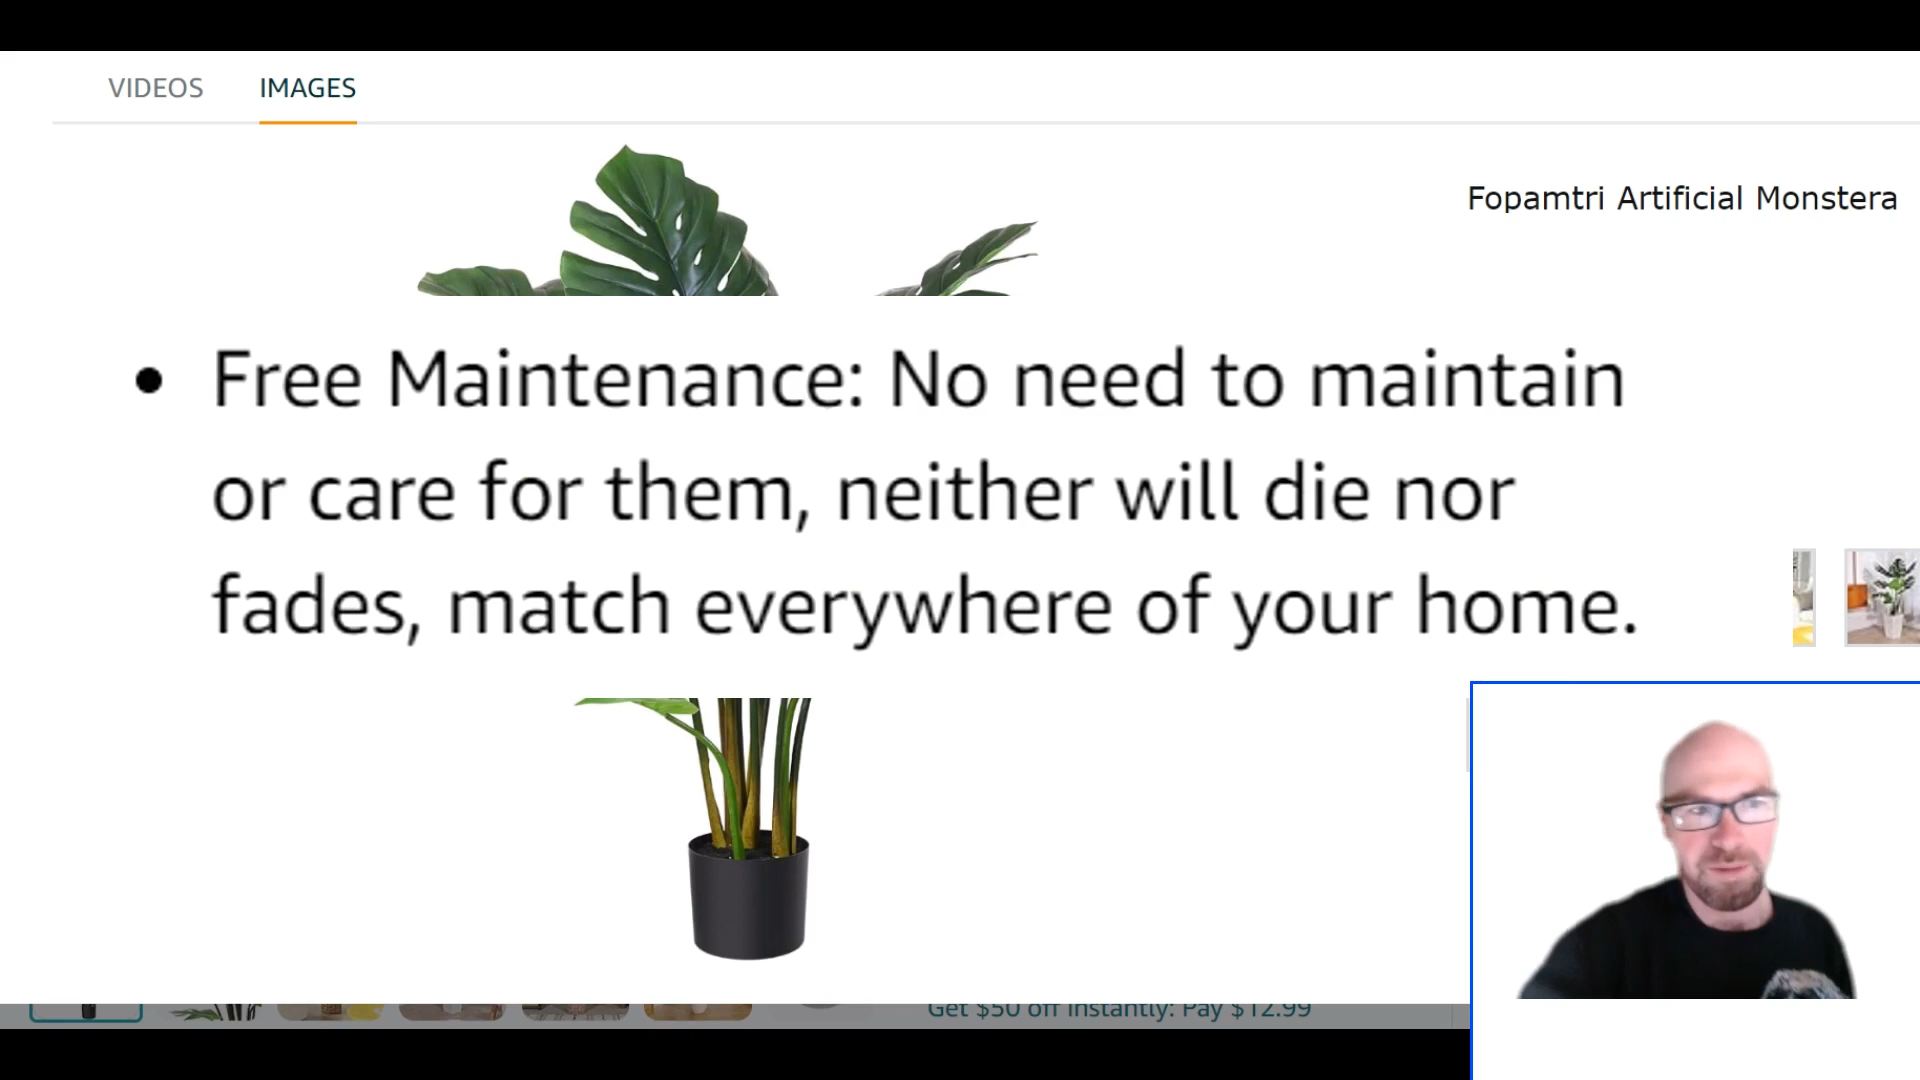 VIDEOS IMAGES
Fopamtri Artificial Monstera
• Free Maintenance: No need to maintain
or care for them, neither will die nor
fades, match everywhere of your home.
Get $50 off instantly: Pay $12.99